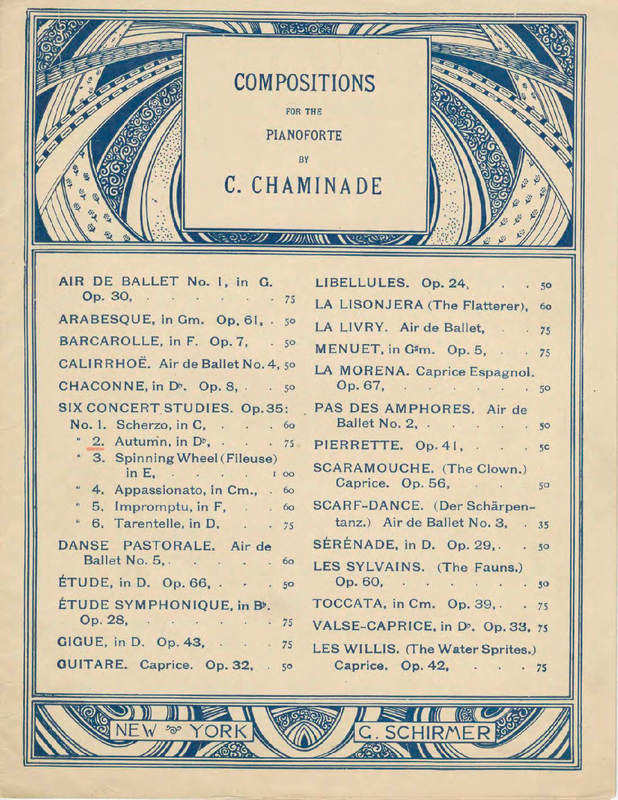 COMPOSITIONS
FOR THE
PIANOFORTE
BY
C. CHAMINADE
AIR DE BALLET No. 1, in G.
Op. 30, . . . . . . 75
ARABESQUE, in Gm. Op. 61, . 50
BARCAROLLE, in F. Op. 7, . 50
CALIRRHOË. Air de Ballet No. 4, 50
CHACONNE, in D♭. Op. 8, . . 50
SIX CONCERT STUDIES. Op. 35:
No. 1. Scherzo, in C, . . . 60
" 2. Autumn, in D♭, . . . 75
" 3. Spinning Wheel (Fileuse)
in E, . . . . . 1 00
" 4. Appassionato, in Cm., . 60
" 5. Impromptu, in F, . . 60
" 6. Tarentelle, in D, . . 75
DANSE PASTORALE. Air de
Ballet No. 5, . . . . . 60
ÉTUDE, in D. Op. 66, . . . 50
ÉTUDE SYMPHONIQUE, in B♭.
Op. 28, . . . . . . 75
GIGUE, in D. Op. 43, . . . 75
GUITARE. Caprice. Op. 32, . 50
LIBELLULES. Op. 24, . . 50
LA LISONJERA (The Flatterer), 60
LA LIVRY. Air de Ballet, . . 75
MENUET, in G♯m. Op. 5, . . 75
LA MORENA. Caprice Espagnol.
Op. 67, . . . . . . 50
PAS DES AMPHORES. Air de
Ballet No. 2, . . . . . 50
PIERRETTE. Op. 41, . . . 50
SCARAMOUCHE. (The Clown.)
Caprice. Op. 56, . . . 50
SCARF-DANCE. (Der Schärpen-
tanz.) Air de Ballet No. 3, . 35
SÉRÉNADE, in D. Op. 29, . . 50
LES SYLVAINS. (The Fauns.)
Op. 60, . . . . . . 50
TOCCATA, in Cm. Op. 39, . . 75
VALSE-CAPRICE, in D♭. Op. 33, 75
LES WILLIS. (The Water Sprites.)
Caprice. Op. 42, . . . 75
NEW YORK G. SCHIRMER